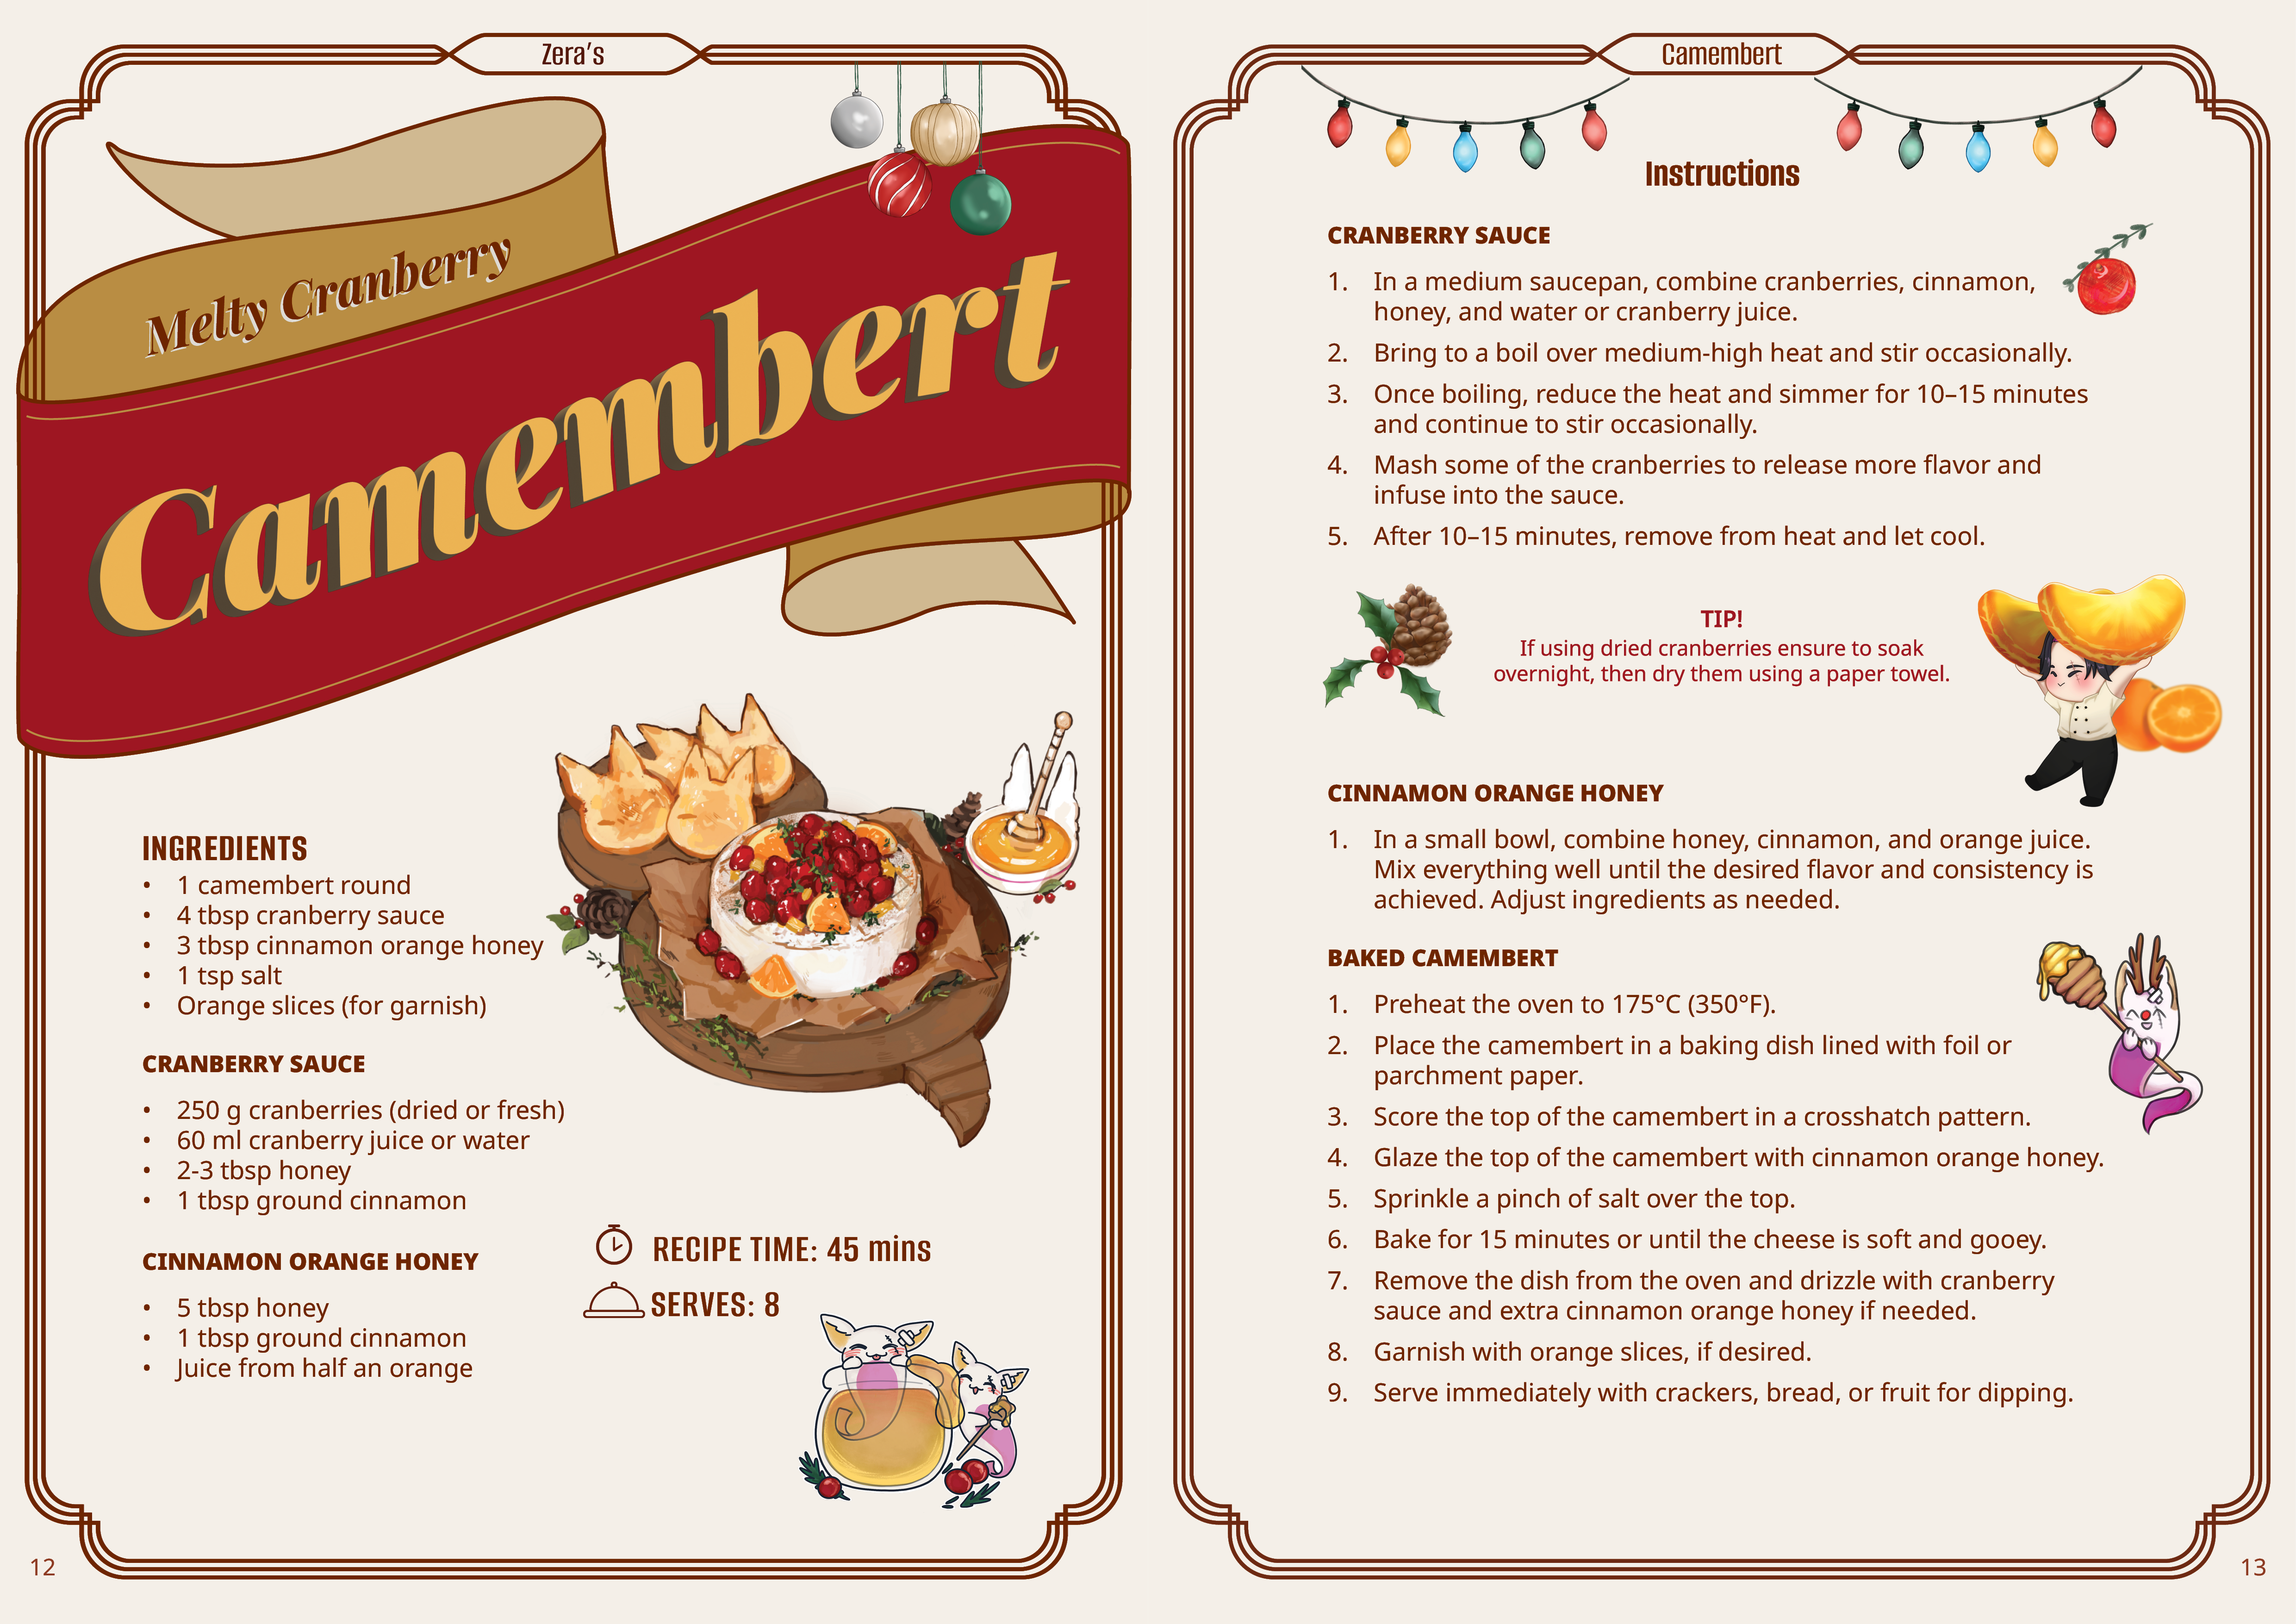 Zera's
Melty Cranberry
Camembert
INGREDIENTS
• 1 camembert round
• 4 tbsp cranberry sauce
• 3 tbsp cinnamon orange honey
• 1 tsp salt
• Orange slices (for garnish)
CRANBERRY SAUCE
• 250 g cranberries (dried or fresh)
• 60 ml cranberry juice or water
• 2-3 tbsp honey
• 1 tbsp ground cinnamon
CINNAMON ORANGE HONEY
• 5 tbsp honey
• 1 tbsp ground cinnamon
• Juice from half an orange
RECIPE TIME: 45 mins
SERVES: 8
12
Camembert
Instructions
CRANBERRY SAUCE
1. In a medium saucepan, combine cranberries, cinnamon,
honey, and water or cranberry juice.
2. Bring to a boil over medium-high heat and stir occasionally.
3. Once boiling, reduce the heat and simmer for 10–15 minutes
and continue to stir occasionally.
4. Mash some of the cranberries to release more flavor and
infuse into the sauce.
5. After 10–15 minutes, remove from heat and let cool.
TIP!
If using dried cranberries ensure to soak
overnight, then dry them using a paper towel.
CINNAMON ORANGE HONEY
1. In a small bowl, combine honey, cinnamon, and orange juice.
Mix everything well until the desired flavor and consistency is
achieved. Adjust ingredients as needed.
BAKED CAMEMBERT
1. Preheat the oven to 175°C (350°F).
2. Place the camembert in a baking dish lined with foil or
parchment paper.
3. Score the top of the camembert in a crosshatch pattern.
4. Glaze the top of the camembert with cinnamon orange honey.
5. Sprinkle a pinch of salt over the top.
6. Bake for 15 minutes or until the cheese is soft and gooey.
7. Remove the dish from the oven and drizzle with cranberry
sauce and extra cinnamon orange honey if needed.
8. Garnish with orange slices, if desired.
9. Serve immediately with crackers, bread, or fruit for dipping.
13